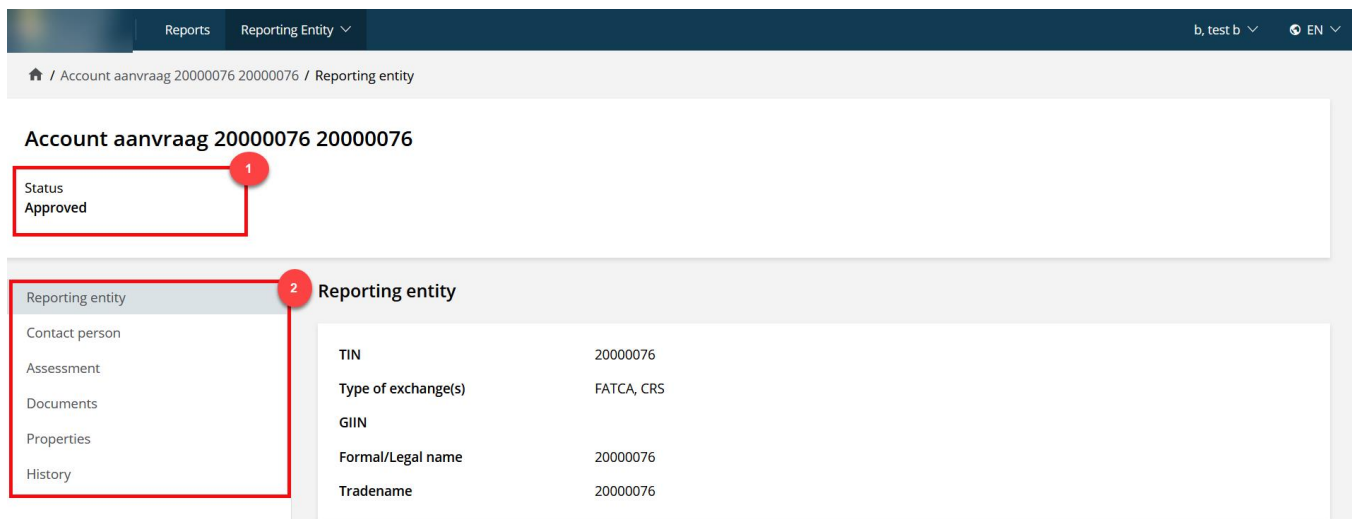 Reports Reporting Entity b, test b EN
/ Account aanvraag 20000076 20000076 / Reporting entity
Account aanvraag 20000076 20000076
1
Status
Approved
2
Reporting entity
Contact person
Assessment
Documents
Properties
History
Reporting entity
TIN 20000076
Type of exchange(s) FATCA, CRS
GIIN
Formal/Legal name 20000076
Tradename 20000076